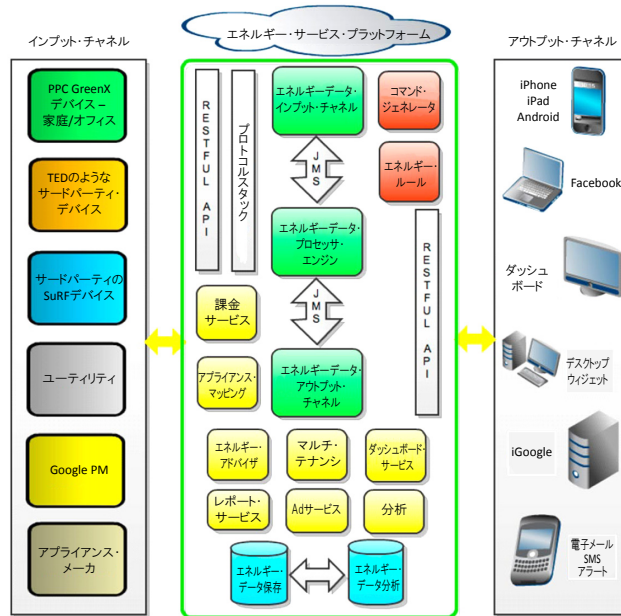 インプット・チャネル
エネルギー・サービス・プラットフォーム
アウトプット・チャネル
PPC GreenX
デバイス –
家庭/オフィス
TEDのような
サードパーティ・
デバイス
サードパーティの
SuRFデバイス
ユーティリティ
Google PM
アプライアンス・
メーカ
RESTFUL API
プロトコルスタック
エネルギーデータ・
インプット・チャネル
コマンド・
ジェネレータ
JMS
エネルギー・
ルール
エネルギーデータ・
プロセッサ・
エンジン
RESTFUL API
課金
サービス
JMS
アプライアンス・
マッピング
エネルギーデータ・
アウトプット・
チャネル
エネルギー・
アドバイザ
マルチ・
テナンシ
ダッシュボード・
サービス
レポート・
サービス
Adサービス
分析
エネルギー・
データ保存
エネルギー・
データ分析
iPhone
iPad
Android
Facebook
ダッシュ
ボード
デスクトップ
ウィジェット
iGoogle
電子メール
SMS
アラート